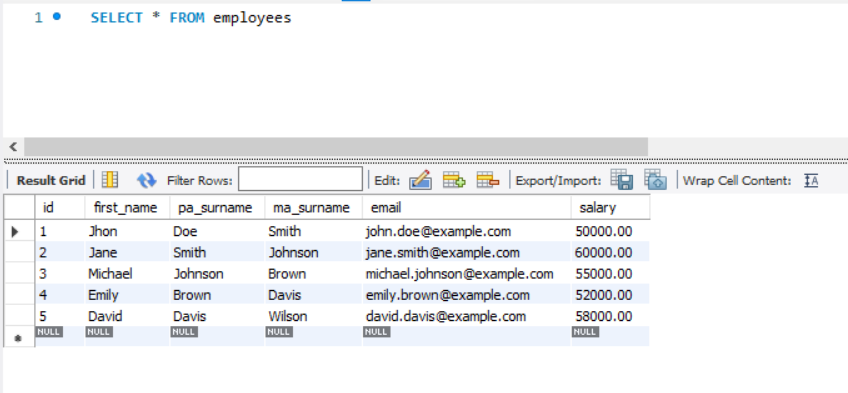 1 SELECT * FROM employees
Result Grid Filter Rows: Edit: Export/Import: Wrap Cell Content:
id first_name pa_surname ma_surname email salary
1 Jhon Doe Smith john.doe@example.com 50000.00
2 Jane Smith Johnson jane.smith@example.com 60000.00
3 Michael Johnson Brown michael.johnson@example.com 55000.00
4 Emily Brown Davis emily.brown@example.com 52000.00
5 David Davis Wilson david.davis@example.com 58000.00
NULL NULL NULL NULL NULL NULL